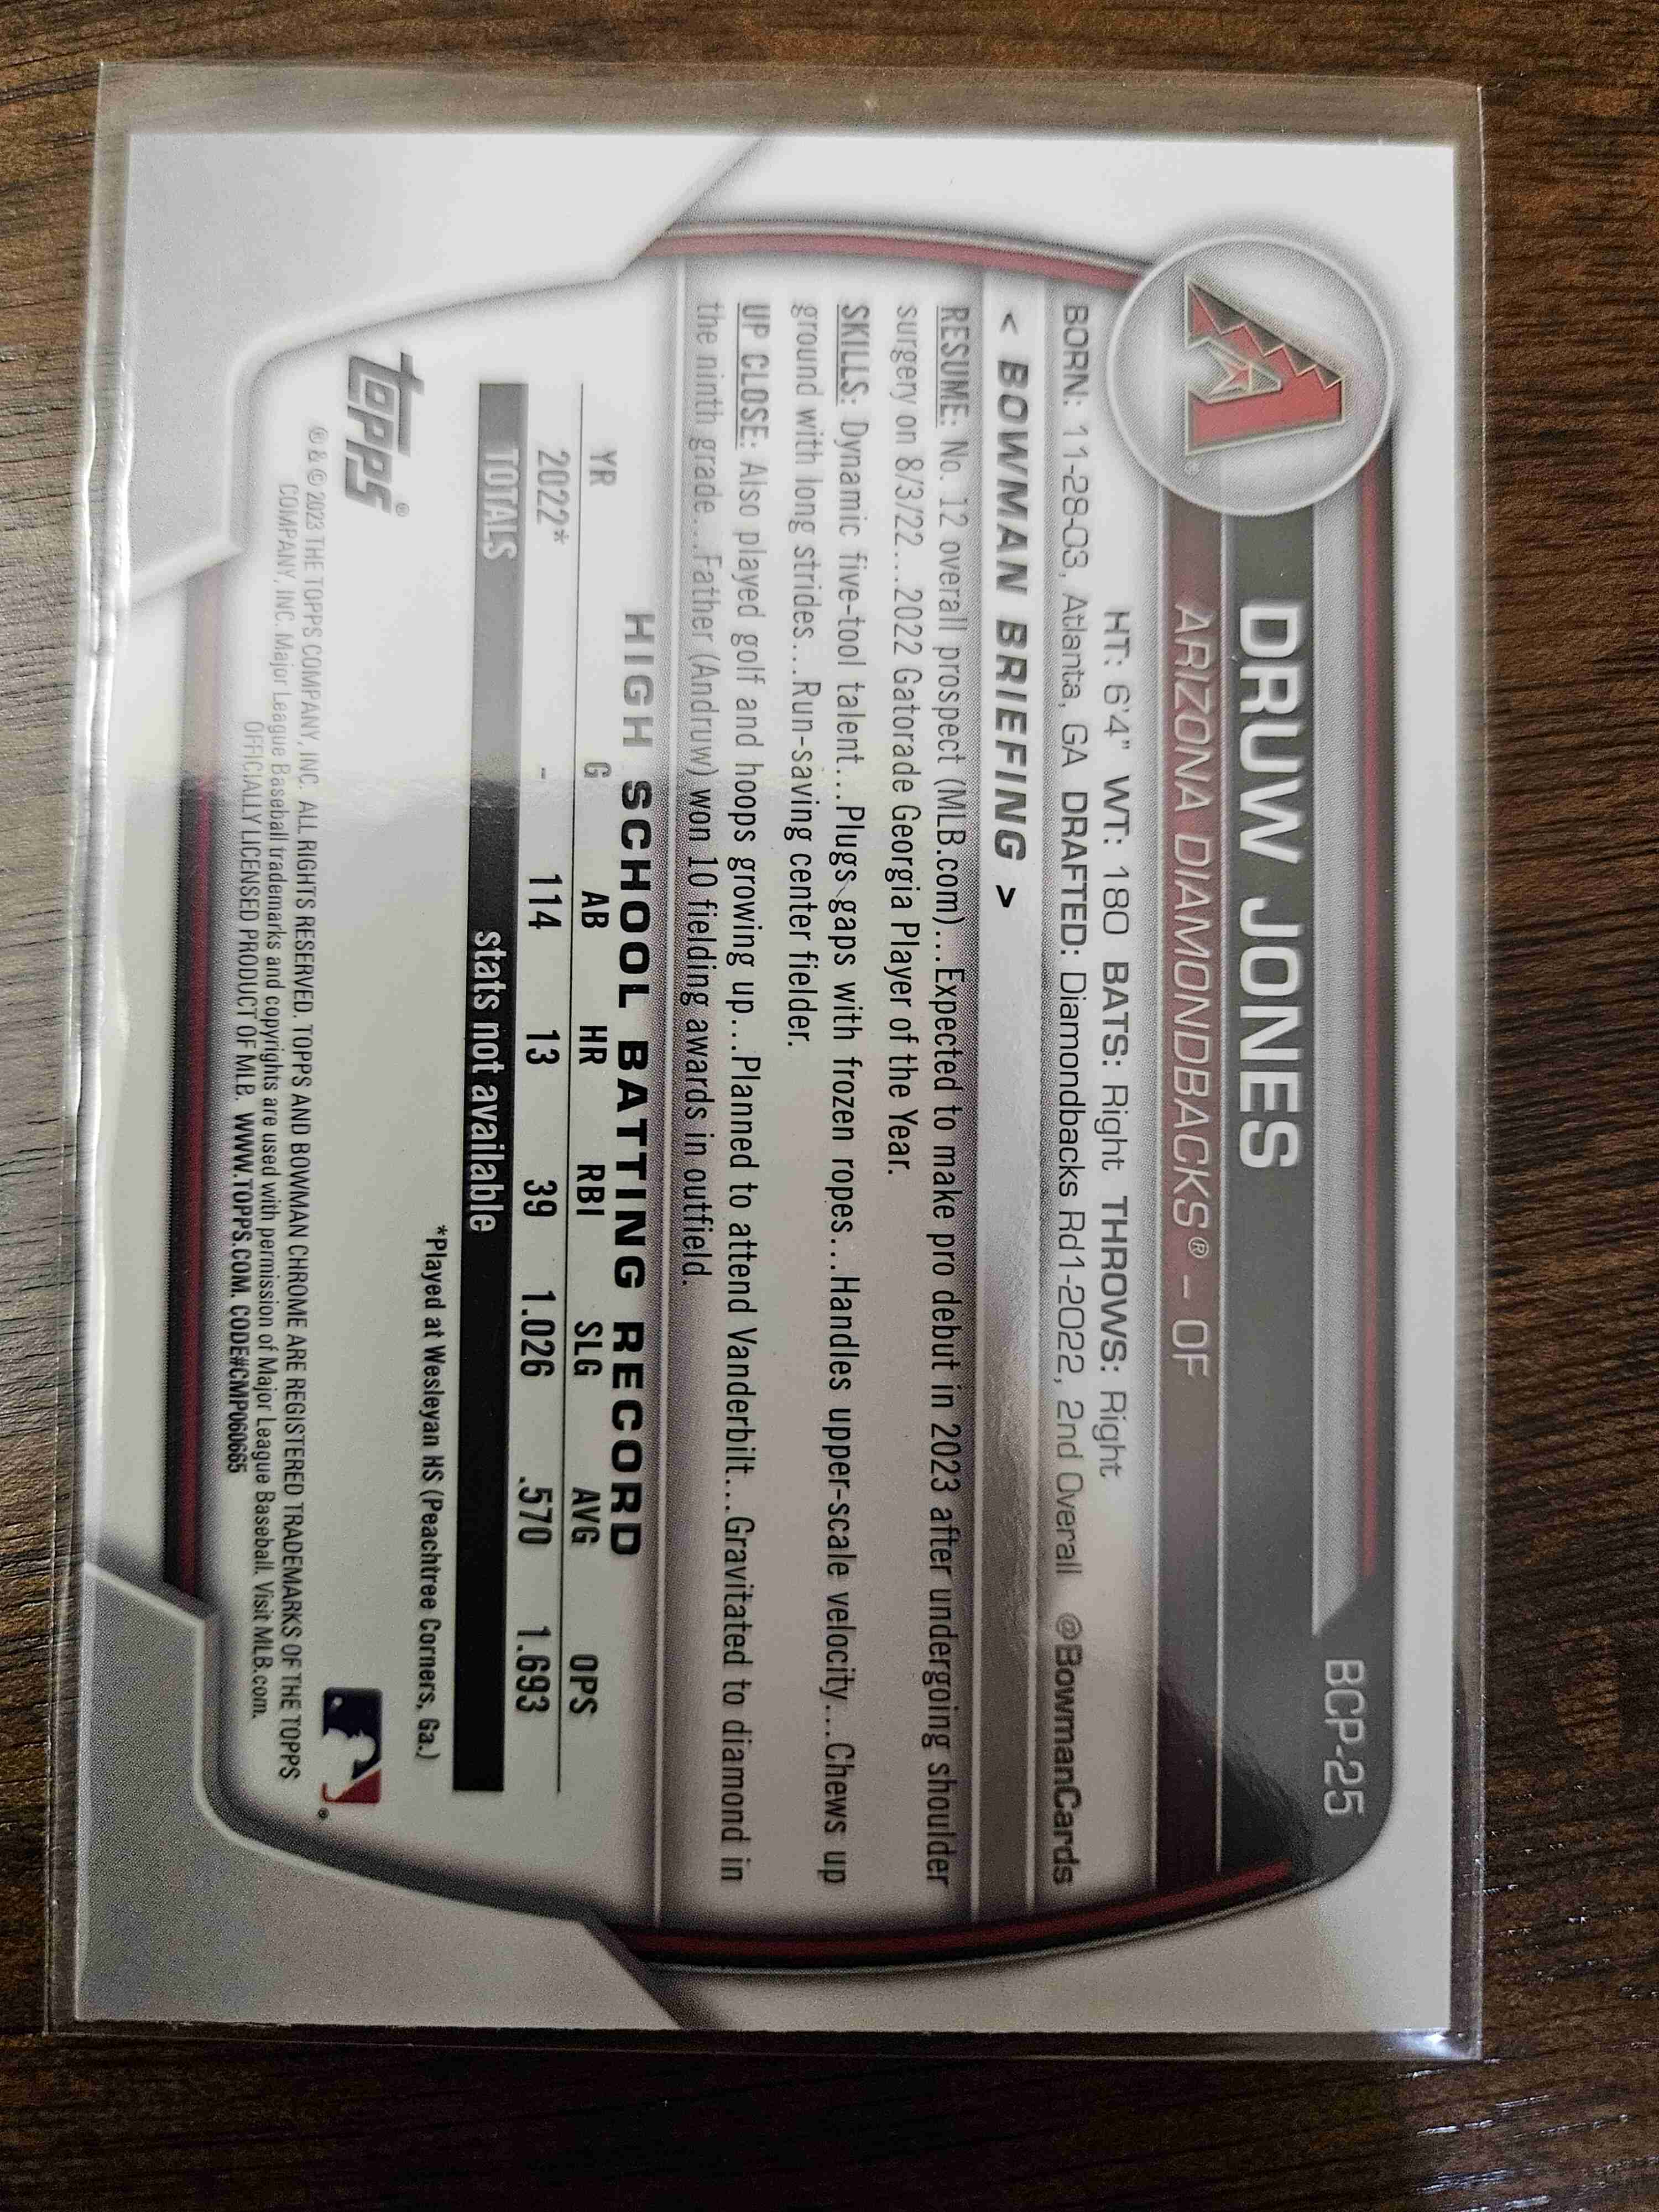 BCP-25
DRUW JONES
ARIZONA DIAMONDBACKS® - OF
HT: 6'4" WT: 180 BATS: Right THROWS: Right
BORN: 11-28-03, Atlanta, GA DRAFTED: Diamondbacks Rd1-2022, 2nd Overall @BowmanCards
< BOWMAN BRIEFING >
RESUME: No. 12 overall prospect (MLB.com)...Expected to make pro debut in 2023 after undergoing shoulder
surgery on 8/3/22...2022 Gatorade Georgia Player of the Year.
SKILLS: Dynamic five-tool talent...Plugs gaps with frozen ropes...Handles upper-scale velocity...Chews up
ground with long strides...Run-saving center fielder.
UP CLOSE: Also played golf and hoops growing up...Planned to attend Vanderbilt...Gravitated to diamond in
the ninth grade...Father (Andruw) won 10 fielding awards in outfield.
HIGH SCHOOL BATTING RECORD
YR G AB HR RBI SLG AVG OPS
2022* - 114 13 39 1.026 .570 1.693
TOTALS stats not available
*Played at Wesleyan HS (Peachtree Corners, Ga.)
topps®
® & © 2023 THE TOPPS COMPANY, INC. ALL RIGHTS RESERVED. TOPPS AND BOWMAN CHROME ARE REGISTERED TRADEMARKS OF THE TOPPS
COMPANY, INC. Major League Baseball trademarks and copyrights are used with permission of Major League Baseball. Visit MLB.com.
OFFICIALLY LICENSED PRODUCT OF MLB. WWW.TOPPS.COM. CODE#CMP060665